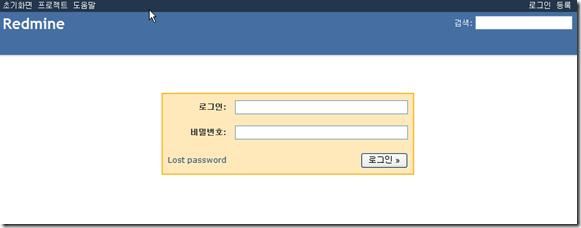 초기화면 프로젝트 도움말 로그인 등록
Redmine 검색:
로그인:
비밀번호:
Lost password 로그인 »